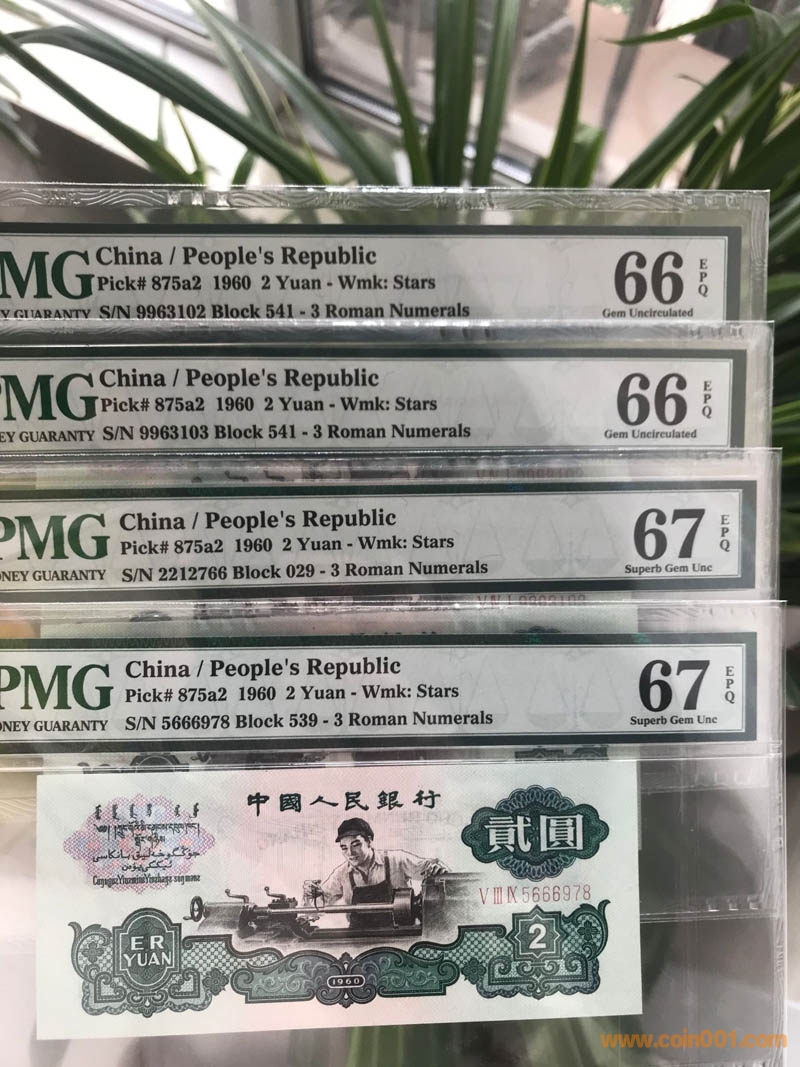 PMG
China / People's Republic
Pick# 875a2 1960 2 Yuan - Wmk: Stars
S/N 9963102 Block 541 - 3 Roman Numerals
66
EPQ
Gem Uncirculated
Y GUARANTY
PMG
China / People's Republic
Pick# 875a2 1960 2 Yuan - Wmk: Stars
S/N 9963103 Block 541 - 3 Roman Numerals
66
EPQ
Gem Uncirculated
EY GUARANTY
PMG
China / People's Republic
Pick# 875a2 1960 2 Yuan - Wmk: Stars
S/N 2212766 Block 029 - 3 Roman Numerals
67
EPQ
Superb Gem Unc
NEY GUARANTY
PMG
China / People's Republic
Pick# 875a2 1960 2 Yuan - Wmk: Stars
S/N 5666978 Block 539 - 3 Roman Numerals
67
EPQ
Superb Gem Unc
ONEY GUARANTY
中國人民銀行
貳圓
V III IX 5666978
ER
YUAN
2
1960
www.coin001.com